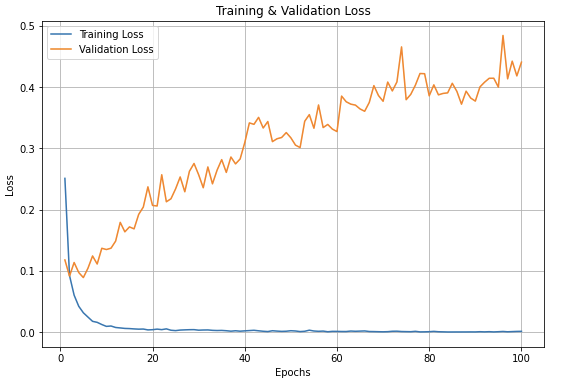 Training & Validation Loss
Training Loss
Validation Loss
0.5
0.4
0.3
0.2
0.1
0.0
Loss
0 20 40 60 80 100
Epochs